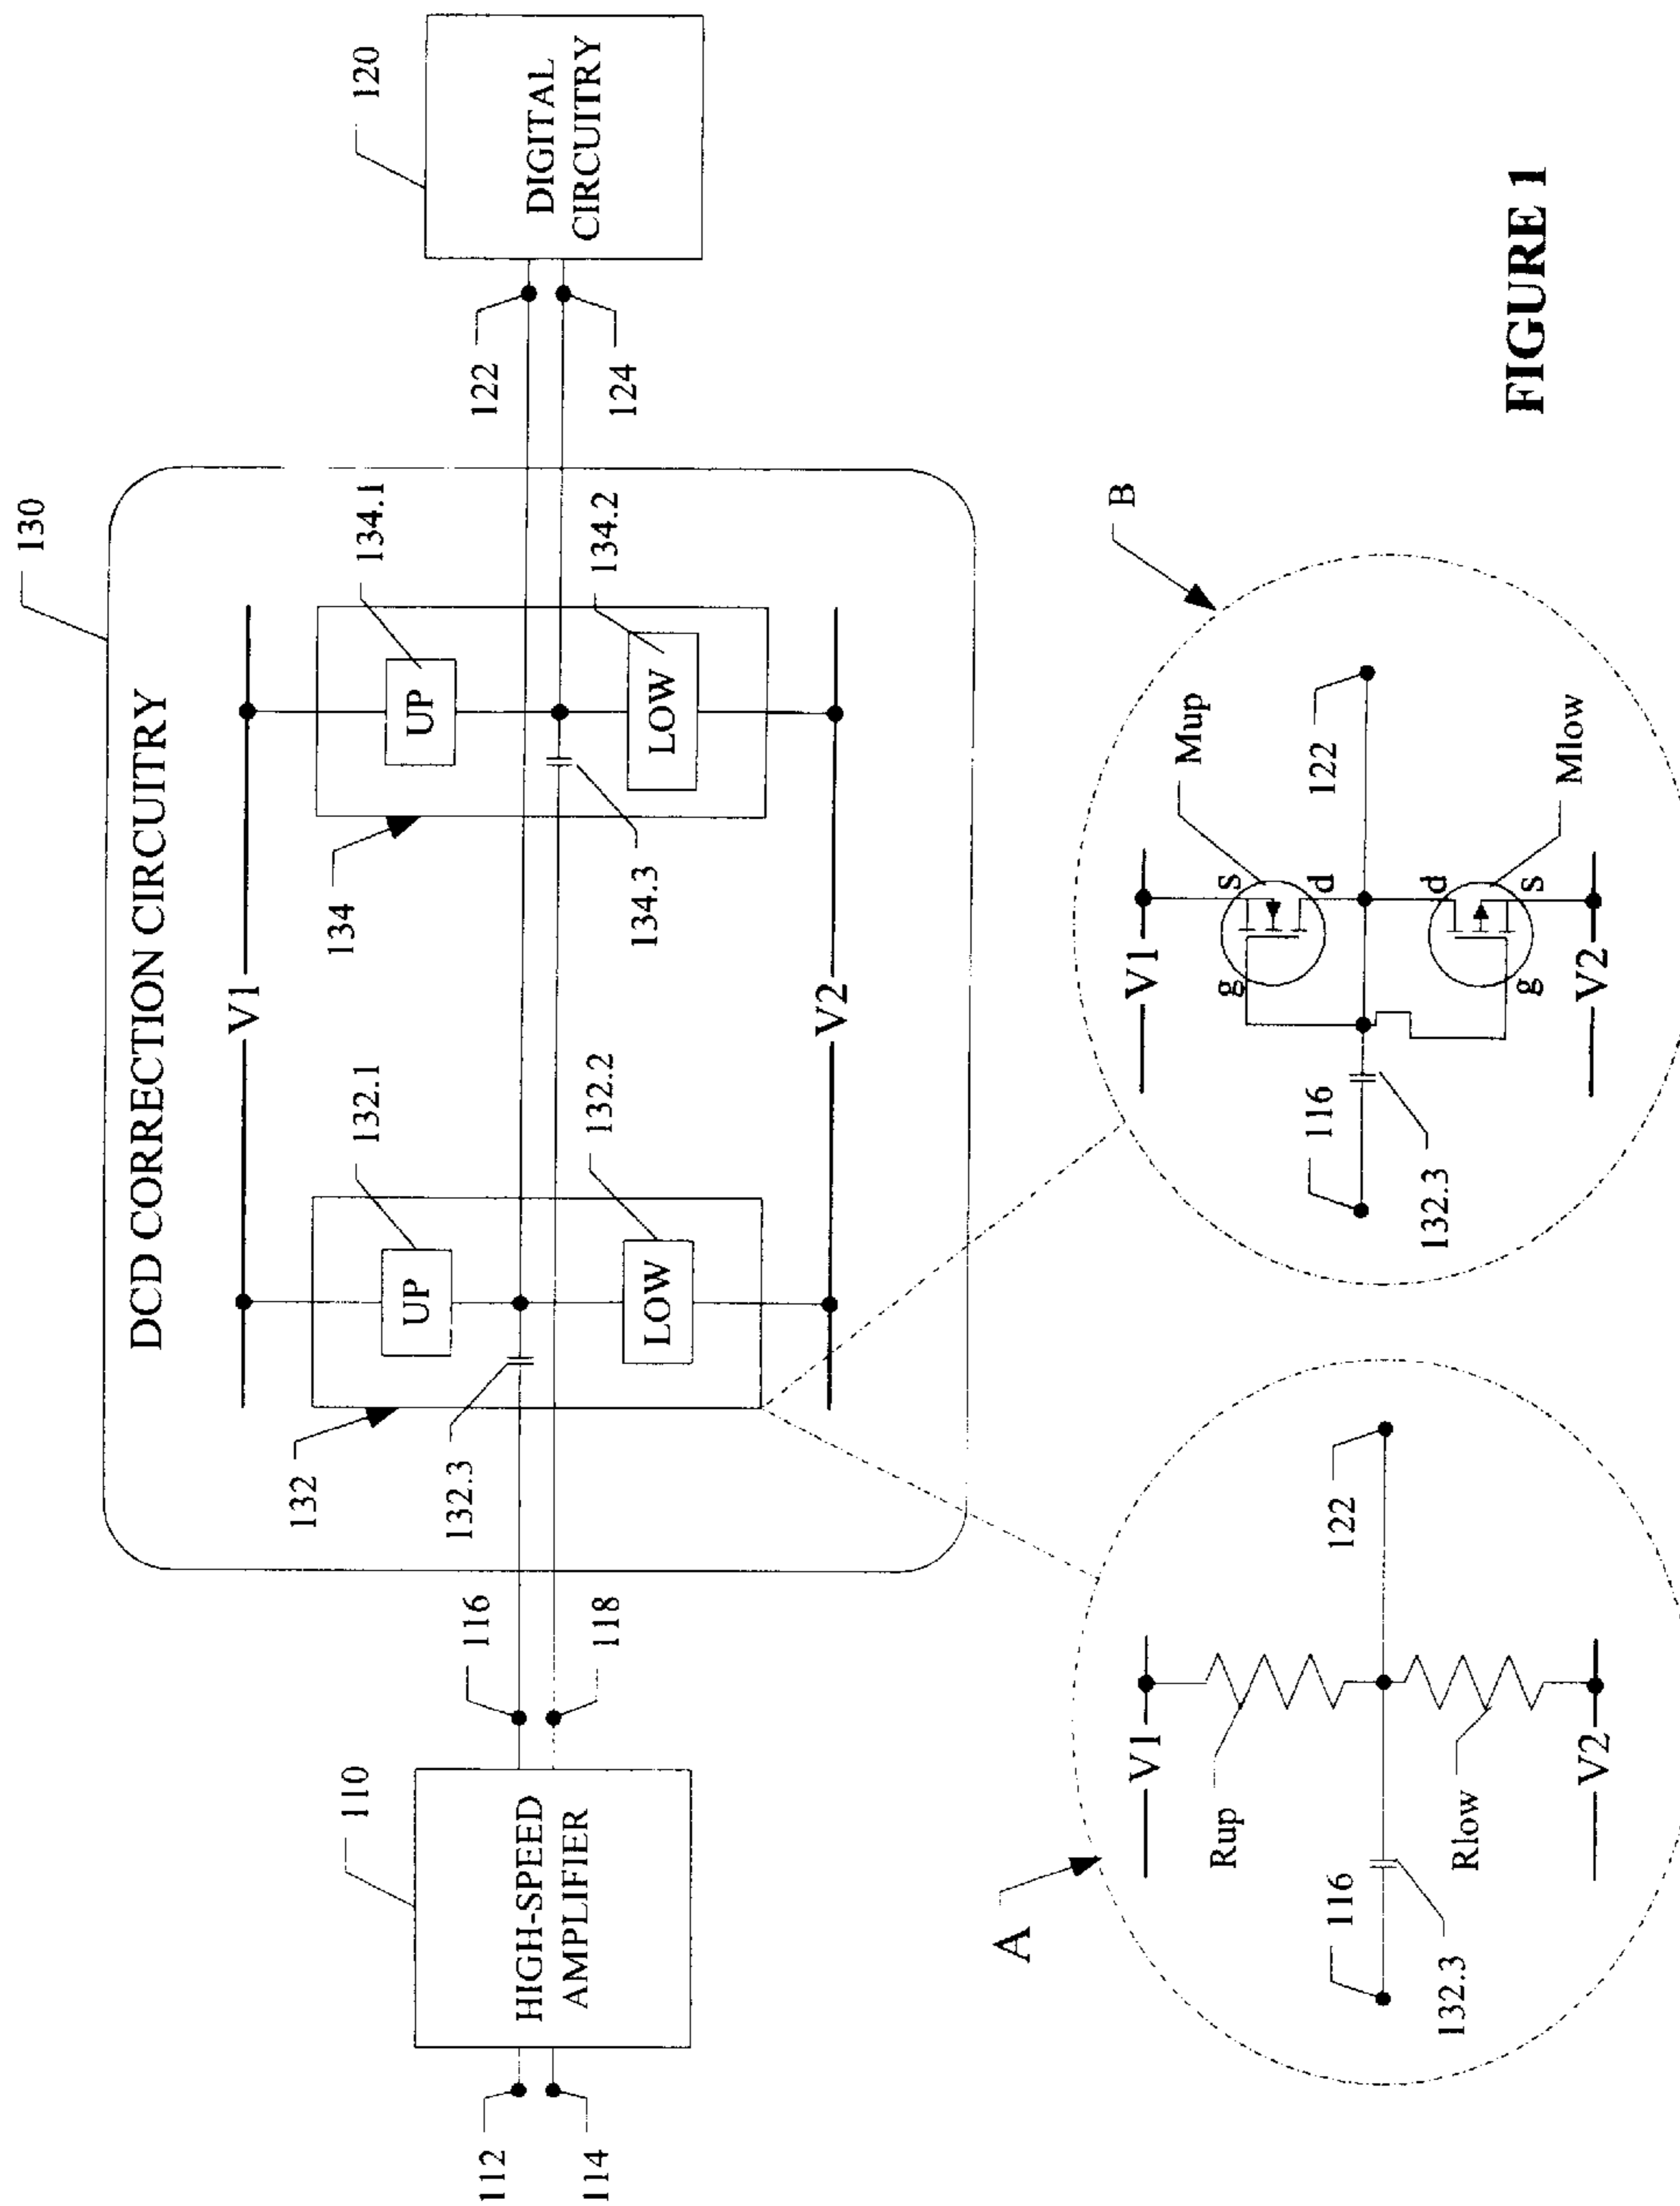 130
DCD CORRECTION CIRCUITRY
110
HIGH-SPEED
AMPLIFIER
112
114
116
118
V1
132
132.1
UP
132.2
LOW
132.3
134
134.1
UP
134.2
LOW
134.3
V2
122
124
120
DIGITAL
CIRCUITRY
A
V1
Rup
116
122
132.3
Rlow
V2
B
V1
Mup
s
g
d
116
122
132.3
d
g
s
Mlow
V2
FIGURE 1